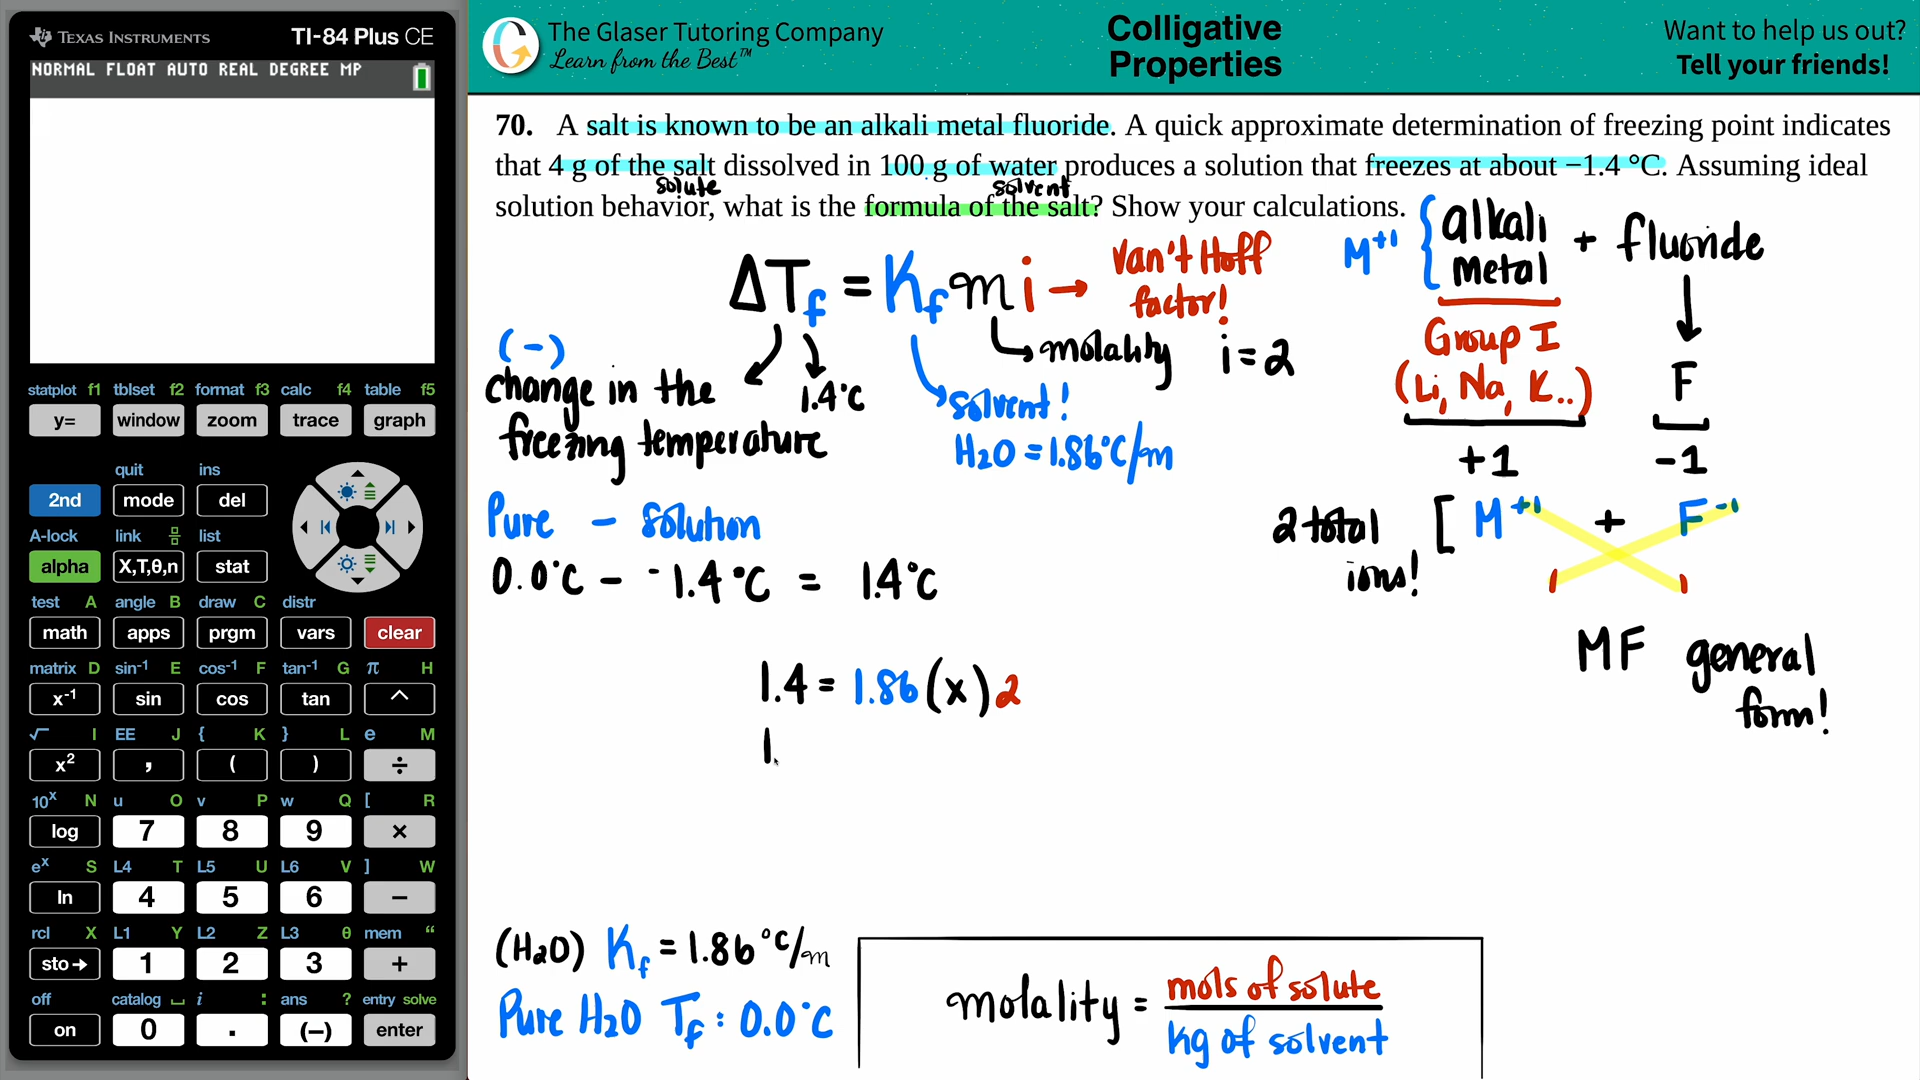 TEXAS INSTRUMENTS TI-84 Plus CE
NORMAL FLOAT AUTO REAL DEGREE MP
statplot f1 tblset f2 format f3 calc f4 table f5
y= window zoom trace graph
quit ins
2nd mode del
A-lock link list
alpha X,T,θ,n stat
test A angle B draw C distr
math apps prgm vars clear
matrix D sin⁻¹ E cos⁻¹ F tan⁻¹ G π H
x⁻¹ sin cos tan ^
√ I EE J { K } L e M
x² , ( ) ÷
10ˣ N u O v P w Q [ R
log 7 8 9 ×
eˣ S L4 T L5 U L6 V ] W
ln 4 5 6 −
rcl X L1 Y L2 Z L3 θ mem “
sto→ 1 2 3 +
off catalog ⎵ i : ans ? entry solve
on 0 . (−) enter
The Glaser Tutoring Company
Learn from the Best™
Colligative
Properties
Want to help us out?
Tell your friends!
70. A salt is known to be an alkali metal fluoride. A quick approximate determination of freezing point indicates
that 4 g of the salt dissolved in 100 g of water produces a solution that freezes at about −1.4 °C. Assuming ideal
solute solvent
solution behavior, what is the formula of the salt? Show your calculations.
ΔTf = Kf m i → Van't Hoff
factor!
(-)
change in the
freezing temperature
1.4°C
molality i = 2
solvent!
H2O = 1.86°C/m
M+1 { alkali
metal + fluoride
Group I
(Li, Na, K..) F
+1 -1
Pure - solution
0.0°C - -1.4°C = 1.4°C
2 total
ions! [ M+1 + F-1
1 1
MF general
form!
1.4 = 1.86(x)2
1.
(H2O) Kf = 1.86°C/m
Pure H2O Tf: 0.0°C
molality = mols of solute
kg of solvent